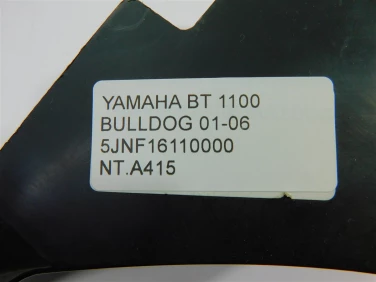 YAMAHA BT 1100
BULLDOG 01-06
5JNF16110000
NT.A415